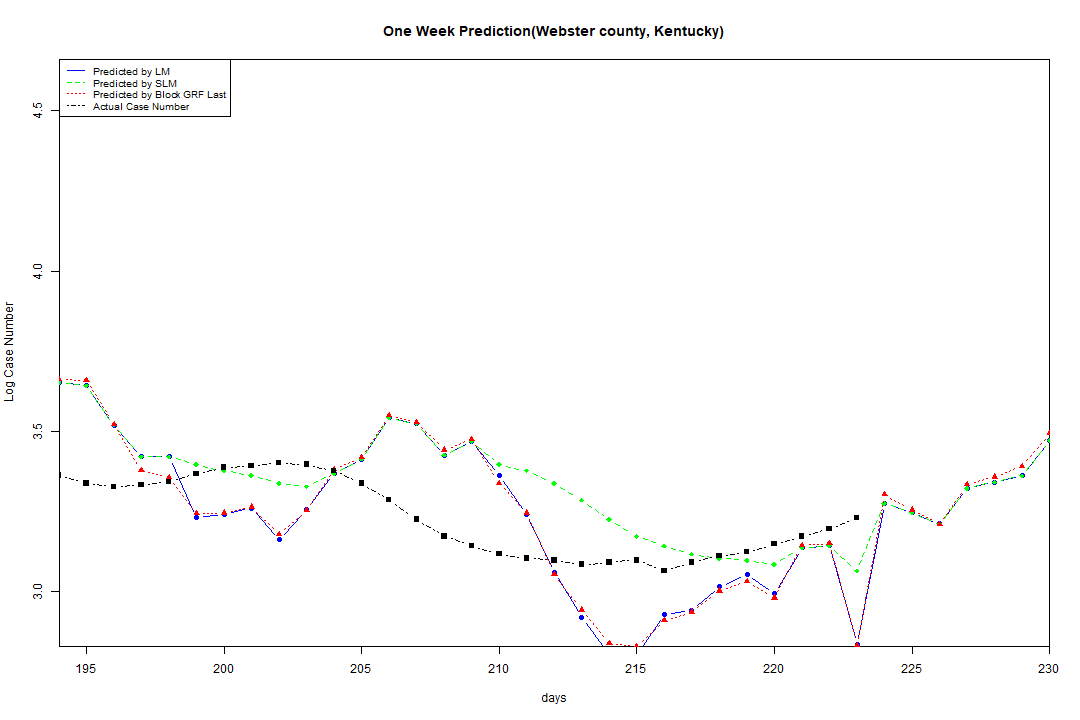 One Week Prediction(Webster county, Kentucky)
Predicted by LM
Predicted by SLM
Predicted by Block GRF Last
Actual Case Number
4.5
4.0
3.5
3.0
Log Case Number
195 200 205 210 215 220 225 230
days